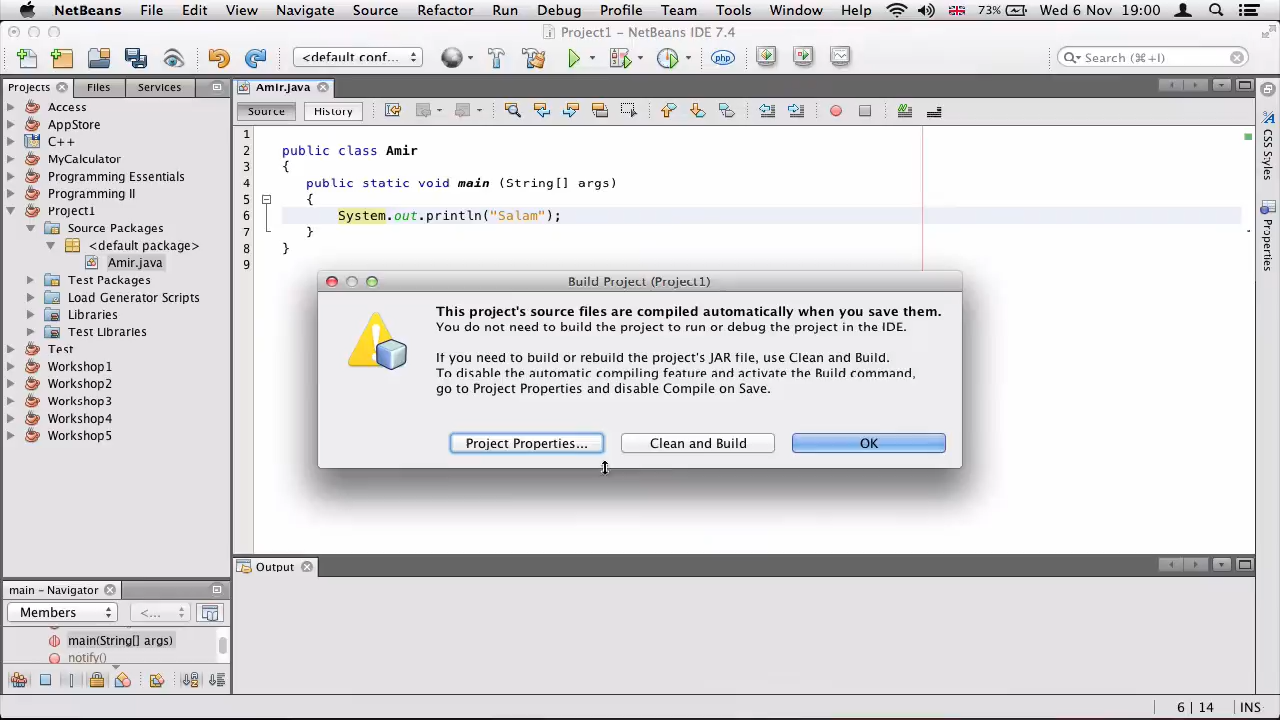 NetBeans File Edit View Navigate Source Refactor Run Debug Profile Team Tools Window Help 73% Wed 6 Nov 19:00
Project1 - NetBeans IDE 7.4
<default conf... php Search (⌘+I)
Projects Files Services
Amir.java
Source History
Access
AppStore
C++
MyCalculator
Programming Essentials
Programming II
Project1
Source Packages
<default package>
Amir.java
Test Packages
Load Generator Scripts
Libraries
Test Libraries
Test
Workshop1
Workshop2
Workshop3
Workshop4
Workshop5
1
2 public class Amir
3 {
4 public static void main (String[] args)
5 {
6 System.out.println("Salam");
7 }
8 }
9
Build Project (Project1)
This project's source files are compiled automatically when you save them.
You do not need to build the project to run or debug the project in the IDE.
If you need to build or rebuild the project's JAR file, use Clean and Build.
To disable the automatic compiling feature and activate the Build command,
go to Project Properties and disable Compile on Save.
Project Properties... Clean and Build OK
CSS Styles
Properties
Output
main - Navigator
Members <...
main(String[] args)
notify()
6 | 14 INS